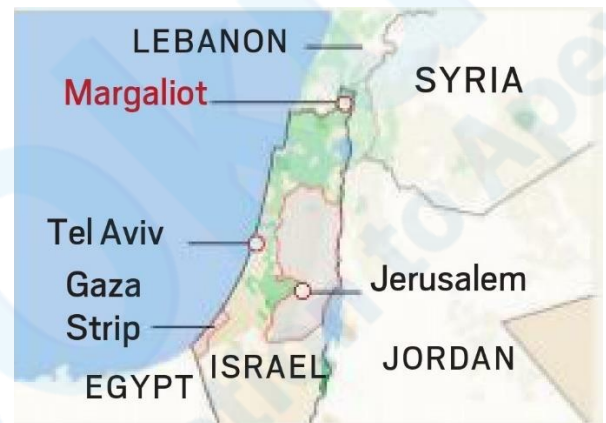 LEBANON
SYRIA
Margaliot
Tel Aviv
Gaza
Strip
Jerusalem
ISRAEL
JORDAN
EGYPT